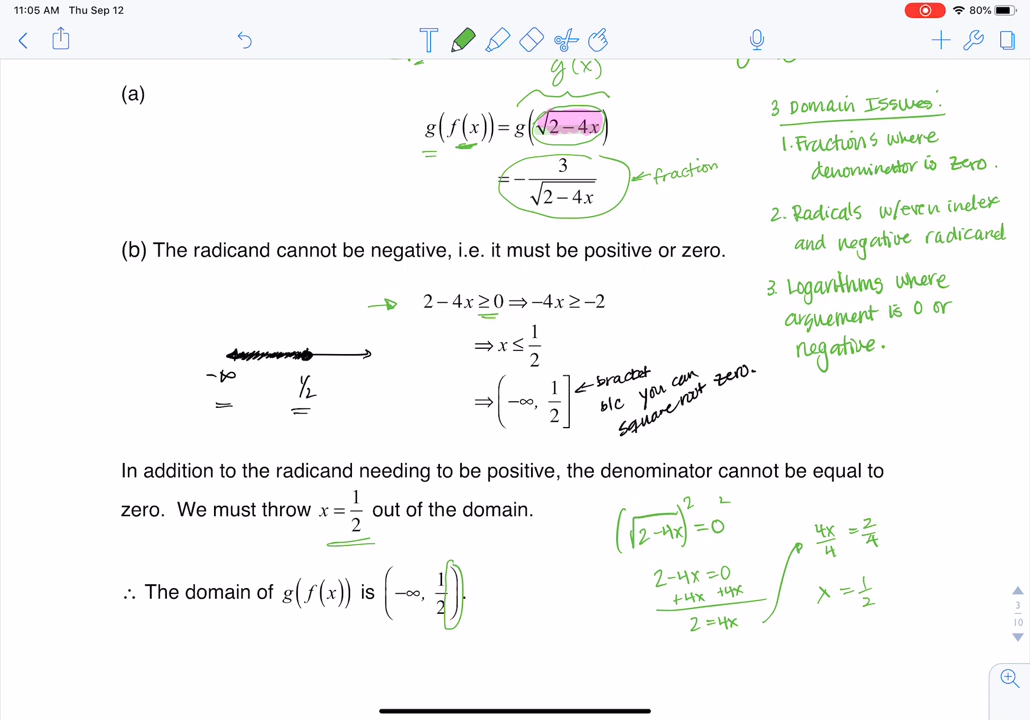 11:05 AM Thu Sep 12
80%
g(x)
(a)
g(f(x)) = g(√(2 − 4x))
= − 3/√(2 − 4x)
←fraction
3 Domain Issues:
1. Fractions where
denominator is zero.
2. Radicals w/even index
and negative radicand
3. Logarithms where
arguement is 0 or
negative.
(b) The radicand cannot be negative, i.e. it must be positive or zero.
2 − 4x ≥ 0 ⇒ −4x ≥ −2
⇒ x ≤ 1/2
⇒ (−∞, 1/2]
←bracket
b/c you can
square root zero.
−∞
1/2
In addition to the radicand needing to be positive, the denominator cannot be equal to
zero. We must throw x = 1/2 out of the domain.
∴ The domain of g(f(x)) is (−∞, 1/2).
(√2-4x)² = 0²
2-4x = 0
+4x +4x
2 = 4x
4x/4 = 2/4
x = 1/2
3
10